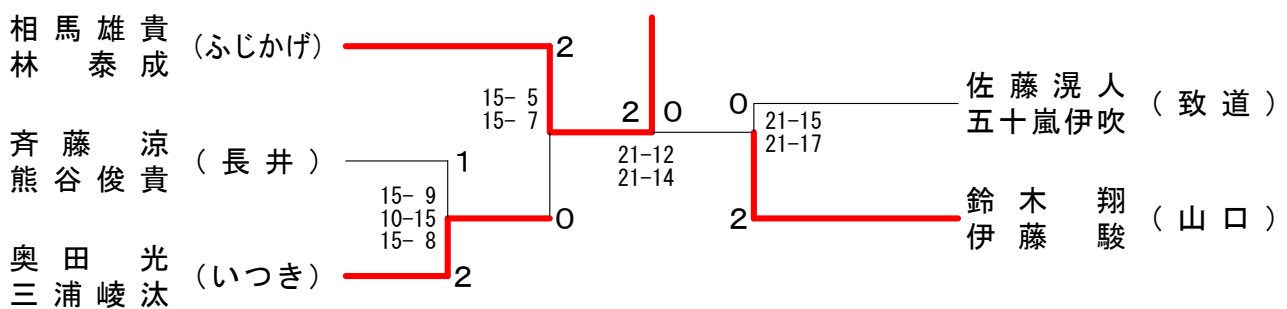 相馬雄貴
林 泰成
(ふじかげ)
2
15- 5
15- 7
斉藤 涼
熊谷俊貴
(長井)
1
15- 9
10-15
15- 8
0
奥田 光
三浦崚汰
(いつき)
2
2 0
21-12
21-14
0
21-15
21-17
佐藤滉人
五十嵐伊吹
(致道)
2
鈴木 翔
伊藤 駿
(山口)